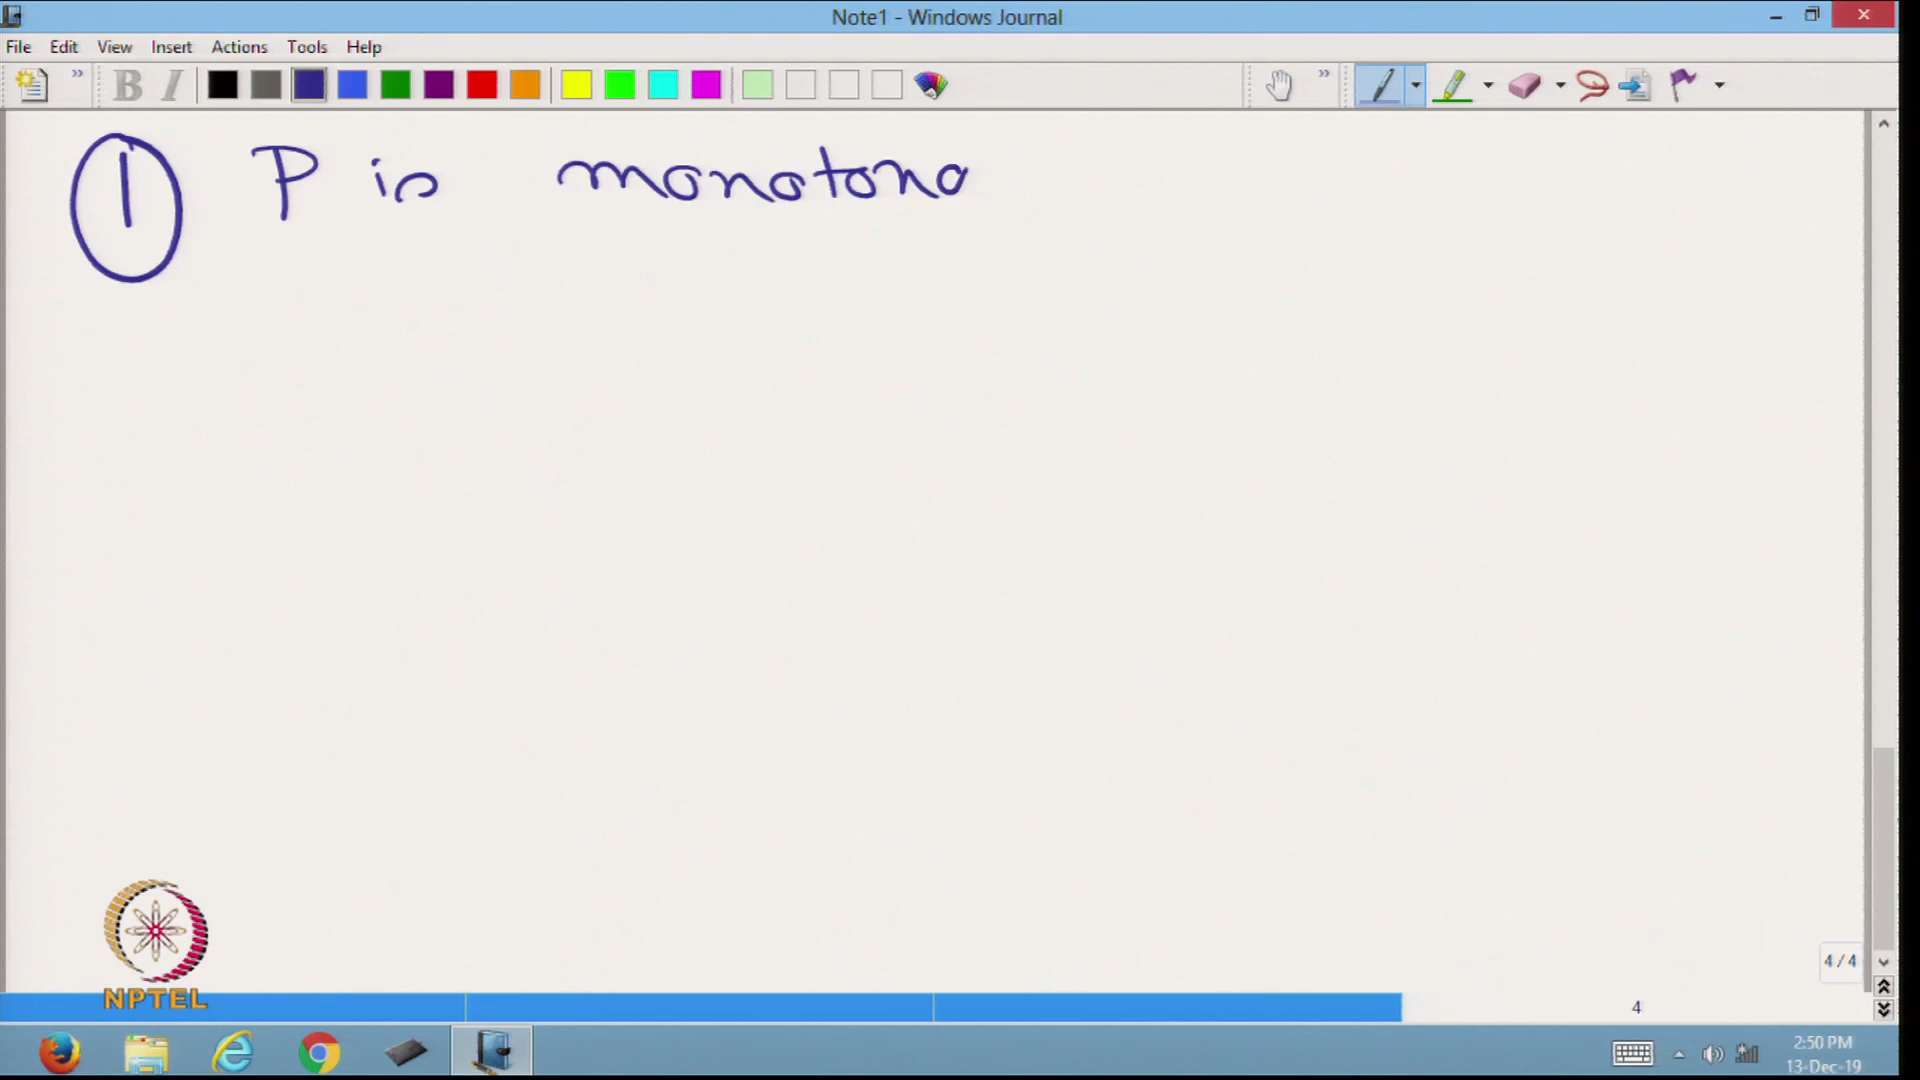 Note1 - Windows Journal
File Edit View Insert Actions Tools Help
B I
1 P is monotono
NPTEL
4 / 4
4
2:50 PM
13-Dec-19